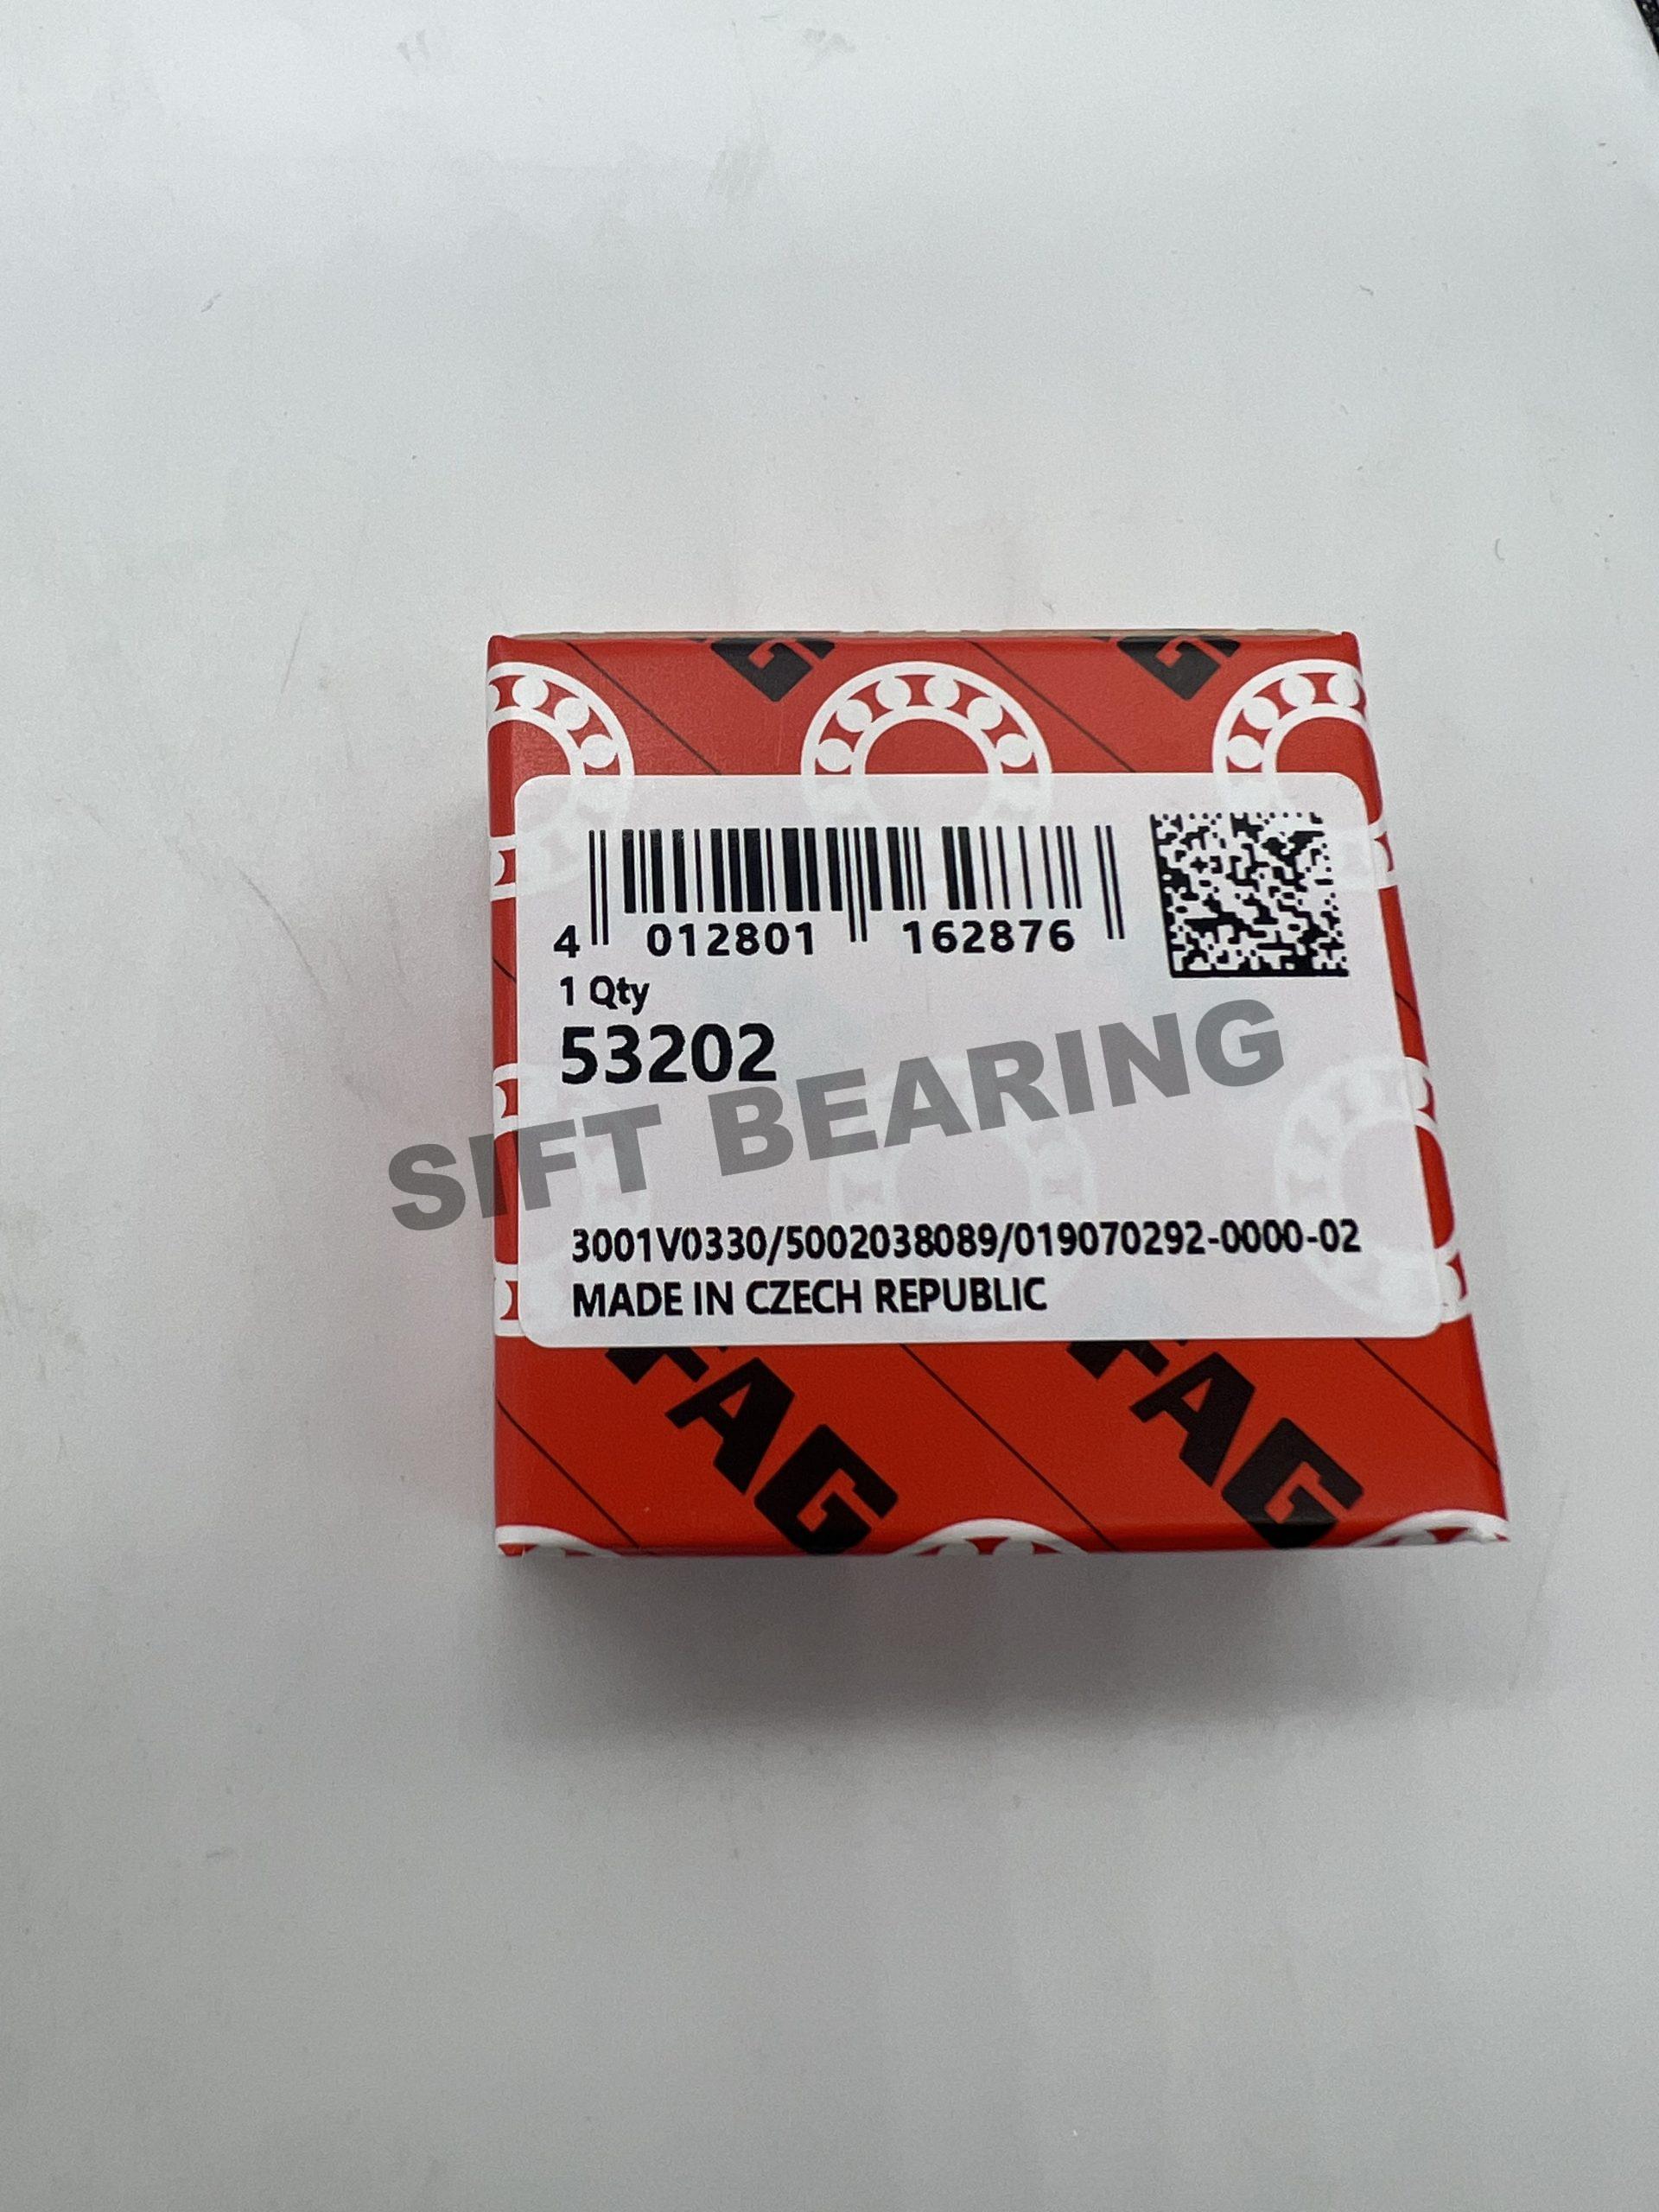 G G
4 012801 162876
1 Qty
53202
SIFT BEARING
3001V0330/5002038089/019070292-0000-02
MADE IN CZECH REPUBLIC
FAG FAG